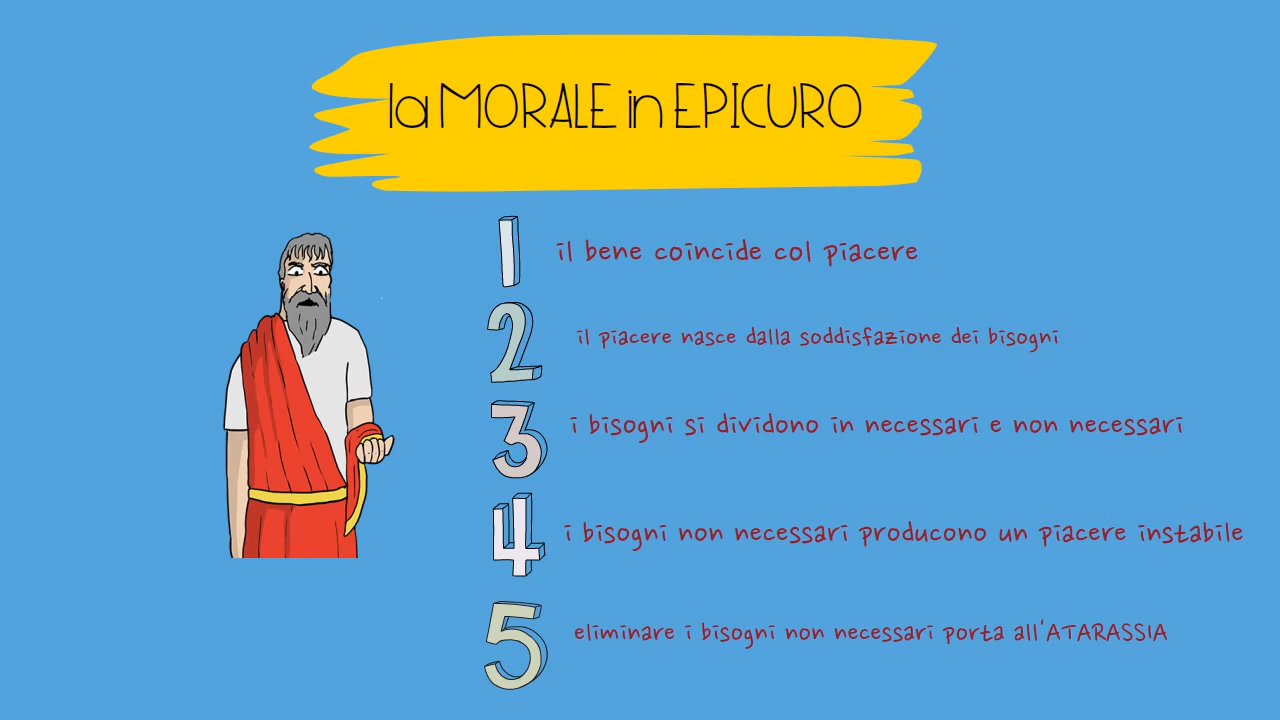 la MORALE in EPICURO
1 il bene coincide col piacere
2 il piacere nasce dalla soddisfazione dei bisogni
3 i bisogni si dividono in necessari e non necessari
4 i bisogni non necessari producono un piacere instabile
5 eliminare i bisogni non necessari porta all'ATARASSIA